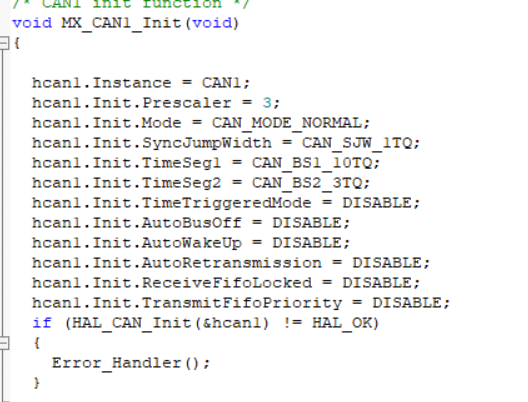 /* CAN1 init function */
void MX_CAN1_Init(void)
{
hcan1.Instance = CAN1;
hcan1.Init.Prescaler = 3;
hcan1.Init.Mode = CAN_MODE_NORMAL;
hcan1.Init.SyncJumpWidth = CAN_SJW_1TQ;
hcan1.Init.TimeSeg1 = CAN_BS1_10TQ;
hcan1.Init.TimeSeg2 = CAN_BS2_3TQ;
hcan1.Init.TimeTriggeredMode = DISABLE;
hcan1.Init.AutoBusOff = DISABLE;
hcan1.Init.AutoWakeUp = DISABLE;
hcan1.Init.AutoRetransmission = DISABLE;
hcan1.Init.ReceiveFifoLocked = DISABLE;
hcan1.Init.TransmitFifoPriority = DISABLE;
if (HAL_CAN_Init(&hcan1) != HAL_OK)
{
Error_Handler();
}